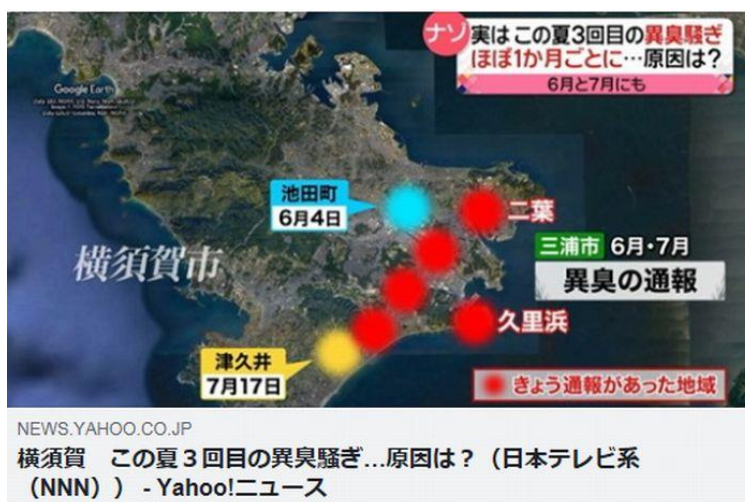 ナゾ
実は この夏3回目の異臭騒ぎ
ほぼ1か月ごとに…原因は?
6月と7月にも
Google Earth
池田町
6月4日
二葉
横須賀市
三浦市 6月・7月
異臭の通報
久里浜
津久井
7月17日
きょう通報があった地域
NEWS.YAHOO.CO.JP
横須賀 この夏3回目の異臭騒ぎ...原因は?(日本テレビ系
(NNN)) - Yahoo!ニュース